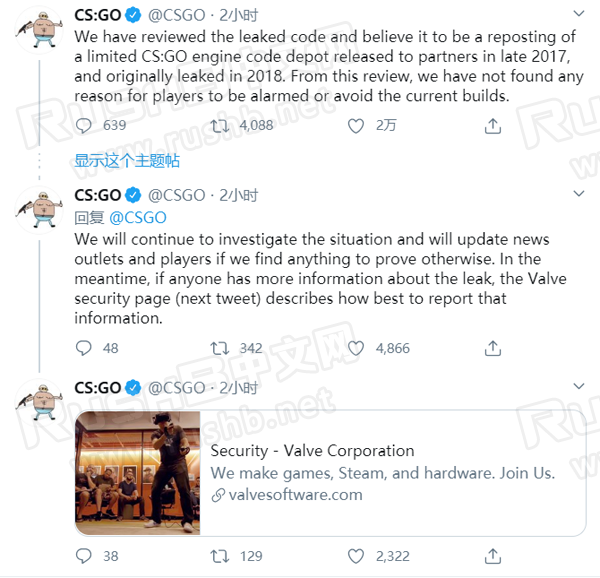 CS:GO @CSGO · 2小时
We have reviewed the leaked code and believe it to be a reposting of
a limited CS:GO engine code depot released to partners in late 2017,
and originally leaked in 2018. From this review, we have not found any
reason for players to be alarmed or avoid the current builds.
639 4,088 2万
显示这个主题帖
CS:GO @CSGO · 2小时
回复 @CSGO
We will continue to investigate the situation and will update news
outlets and players if we find anything to prove otherwise. In the
meantime, if anyone has more information about the leak, the Valve
security page (next tweet) describes how best to report that
information.
48 342 4,866
CS:GO @CSGO · 2小时
Security - Valve Corporation
We make games, Steam, and hardware. Join Us.
valvesoftware.com
38 129 2,322
RushB中文网
www.rushb.net